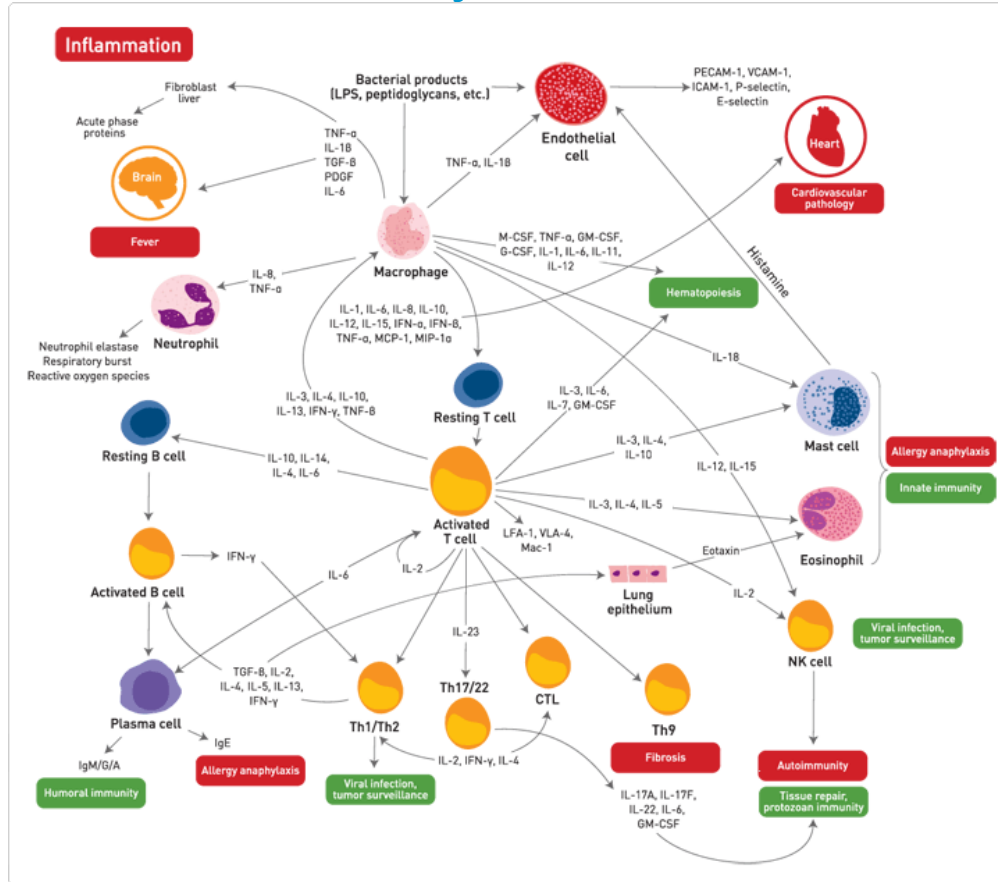 Inflammation
Bacterial products
(LPS, peptidoglycans, etc.)
Fibroblast
liver
Acute phase
proteins
Brain
Fever
TNF-α
IL-1B
TGF-ß
PDGF
IL-6
TNF-α, IL-1B
Endothelial
cell
PECAM-1, VCAM-1,
ICAM-1, P-selectin,
E-selectin
Heart
Cardiovascular
pathology
Macrophage
M-CSF, TNF-α, GM-CSF,
G-CSF, IL-1, IL-6, IL-11,
IL-12
Hematopoiesis
Histamine
IL-8,
TNF-α
Neutrophil
Neutrophil elastase
Respiratory burst
Reactive oxygen species
IL-1, IL-6, IL-8, IL-10,
IL-12, IL-15, IFN-α, IFN-ß,
TNF-α, MCP-1, MIP-1α
IL-18
Resting T cell
IL-3, IL-4, IL-10,
IL-13, IFN-γ, TNF-ß
IL-3, IL-6,
IL-7, GM-CSF
Mast cell
Resting B cell
IL-10, IL-14,
IL-4, IL-6
IL-3, IL-4,
IL-10
IL-12, IL-15
Allergy anaphylaxis
Innate immunity
Activated
T cell
IL-3, IL-4, IL-5
LFA-1, VLA-4,
Mac-1
Eotaxin
Eosinophil
Activated B cell
IFN-γ
IL-6
IL-2
Lung
epithelium
IL-2
NK cell
Viral infection,
tumor surveillance
IL-23
TGF-ß, IL-2,
IL-4, IL-5, IL-13,
IFN-γ
Plasma cell
Th1/Th2
Th17/22
CTL
Th9
IgM/G/A
IgE
Humoral immunity
Allergy anaphylaxis
Viral infection,
tumor surveillance
IL-2, IFN-γ, IL-4
Fibrosis
IL-17A, IL-17F,
IL-22, IL-6,
GM-CSF
Autoimmunity
Tissue repair,
protozoan immunity